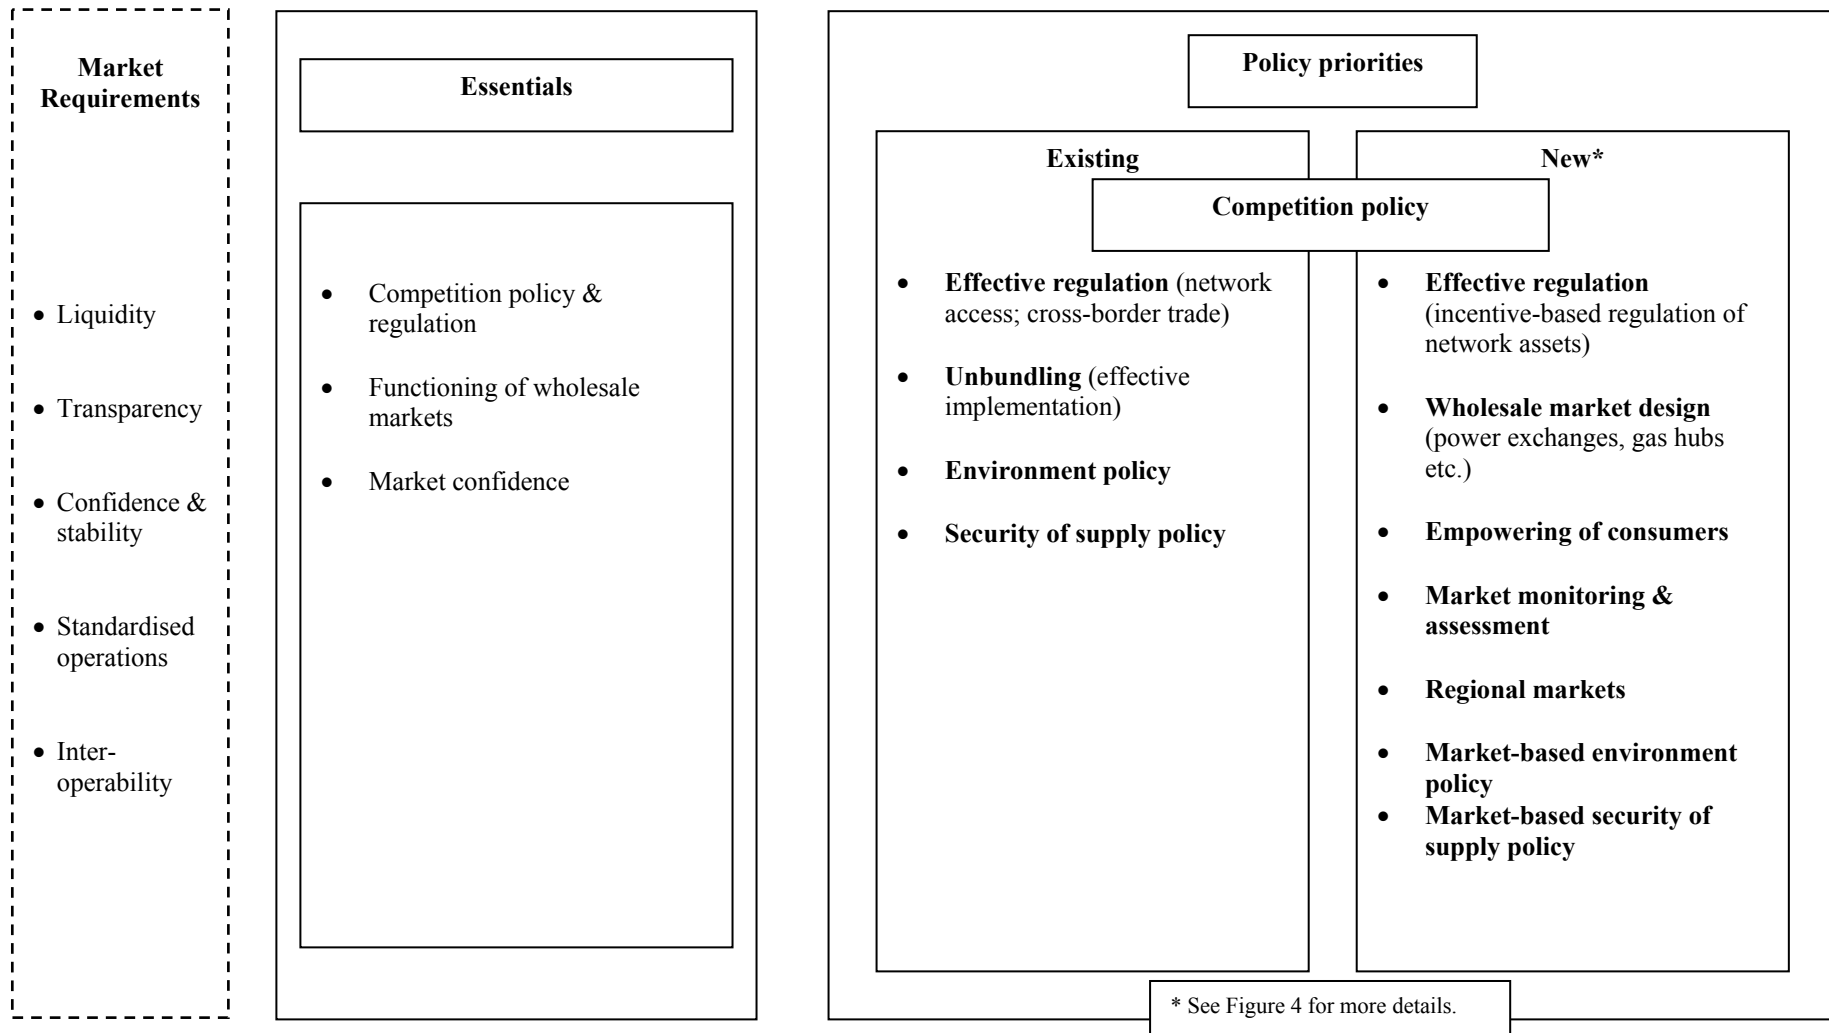 Market
Requirements
• Liquidity
• Transparency
• Confidence &
stability
• Standardised
operations
• Inter-
operability
Essentials
• Competition policy &
regulation
• Functioning of wholesale
markets
• Market confidence
Policy priorities
Existing
New*
Competition policy
• Effective regulation (network
access; cross-border trade)
• Unbundling (effective
implementation)
• Environment policy
• Security of supply policy
• Effective regulation
(incentive-based regulation of
network assets)
• Wholesale market design
(power exchanges, gas hubs
etc.)
• Empowering of consumers
• Market monitoring &
assessment
• Regional markets
• Market-based environment
policy
• Market-based security of
supply policy
* See Figure 4 for more details.